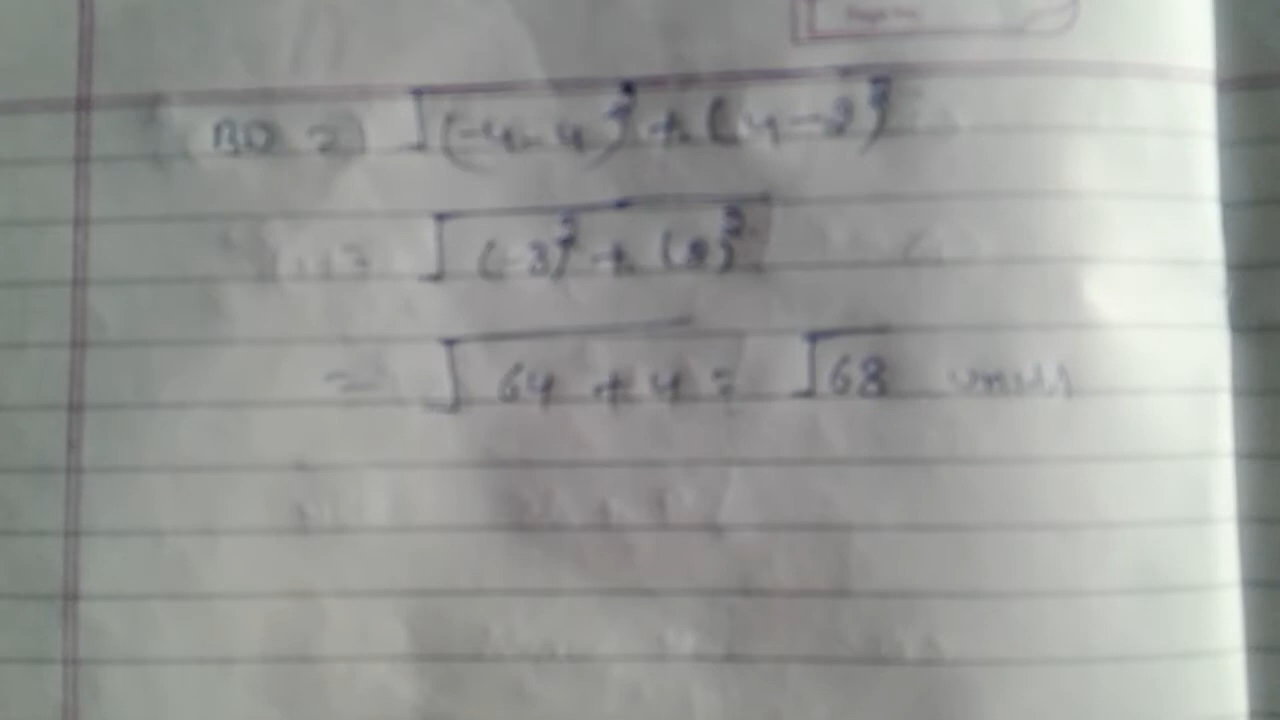 BD = √(-4-4)² + (4-2)²
= √(-8)² + (2)²
= √64 + 4 = √68 units